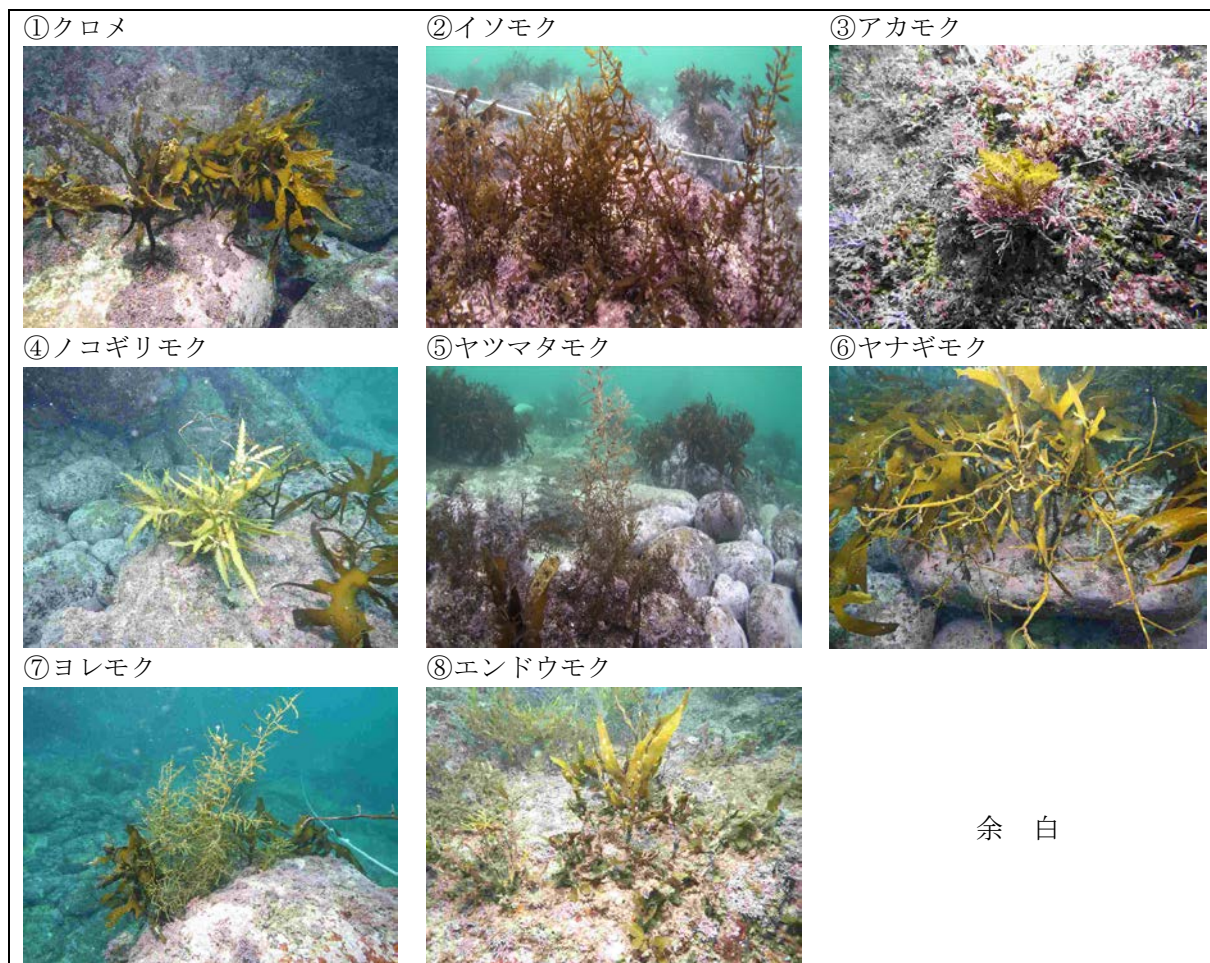 ①クロメ
②イソモク
③アカモク
④ノコギリモク
⑤ヤツマタモク
⑥ヤナギモク
⑦ヨレモク
⑧エンドウモク
余 白